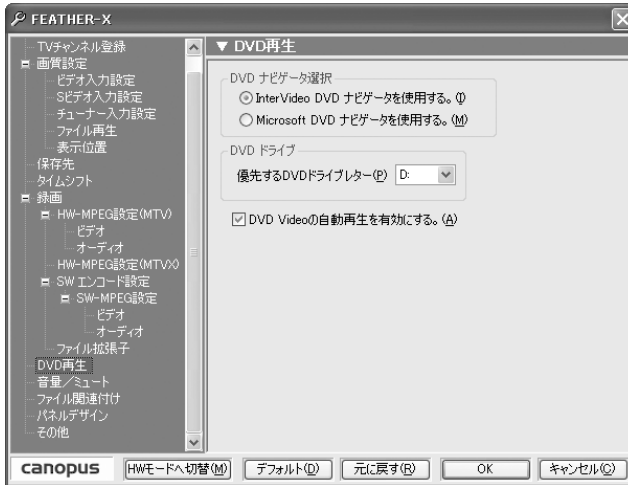 FEATHER-X
TVチャンネル登録
画質設定
ビデオ入力設定
Sビデオ入力設定
チューナー入力設定
ファイル再生
表示位置
保存先
タイムシフト
録画
HW-MPEG設定(MTV)
ビデオ
オーディオ
HW-MPEG設定(MTVX)
SW エンコード設定
SW-MPEG設定
ビデオ
オーディオ
ファイル拡張子
DVD再生
音量／ミュート
ファイル関連付け
パネルデザイン
その他
▼ DVD再生
DVD ナビゲータ選択
InterVideo DVD ナビゲータを使用する。(I)
Microsoft DVD ナビゲータを使用する。(M)
DVD ドライブ
優先するDVDドライブレター(P) D:
DVD Videoの自動再生を有効にする。(A)
canopus HWモードへ切替(M) デフォルト(D) 元に戻す(R) OK キャンセル(C)